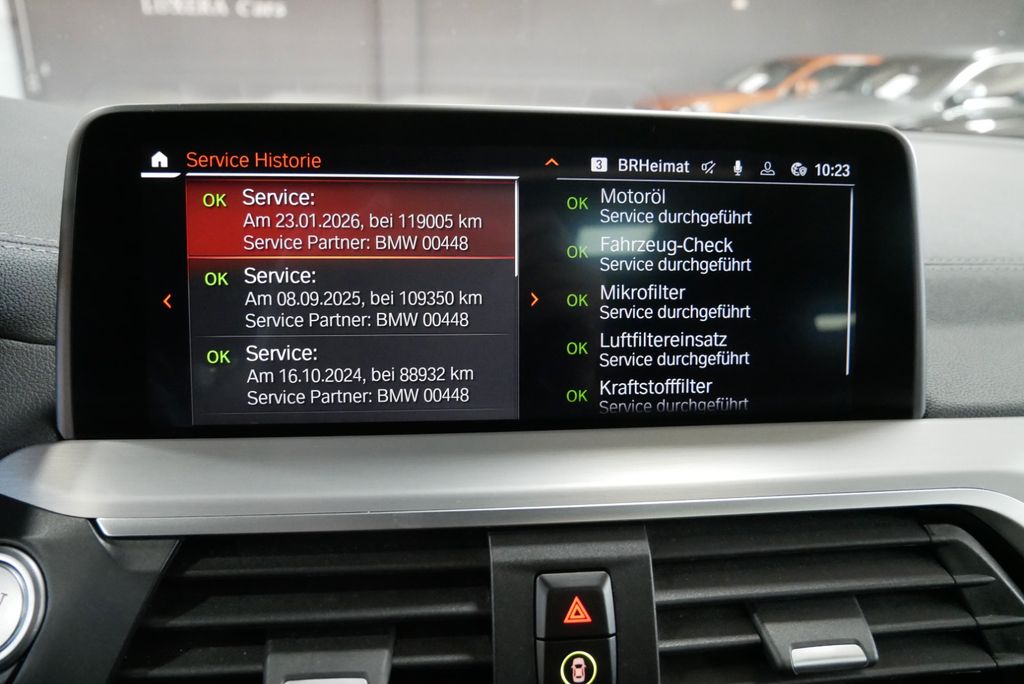 LUXERA Cars
Service Historie
3 BRHeimat 10:23
OK Service:
Am 23.01.2026, bei 119005 km
Service Partner: BMW 00448
OK Service:
Am 08.09.2025, bei 109350 km
Service Partner: BMW 00448
OK Service:
Am 16.10.2024, bei 88932 km
Service Partner: BMW 00448
OK Motoröl
Service durchgeführt
OK Fahrzeug-Check
Service durchgeführt
OK Mikrofilter
Service durchgeführt
OK Luftfiltereinsatz
Service durchgeführt
OK Kraftstofffilter
Service durchgeführt